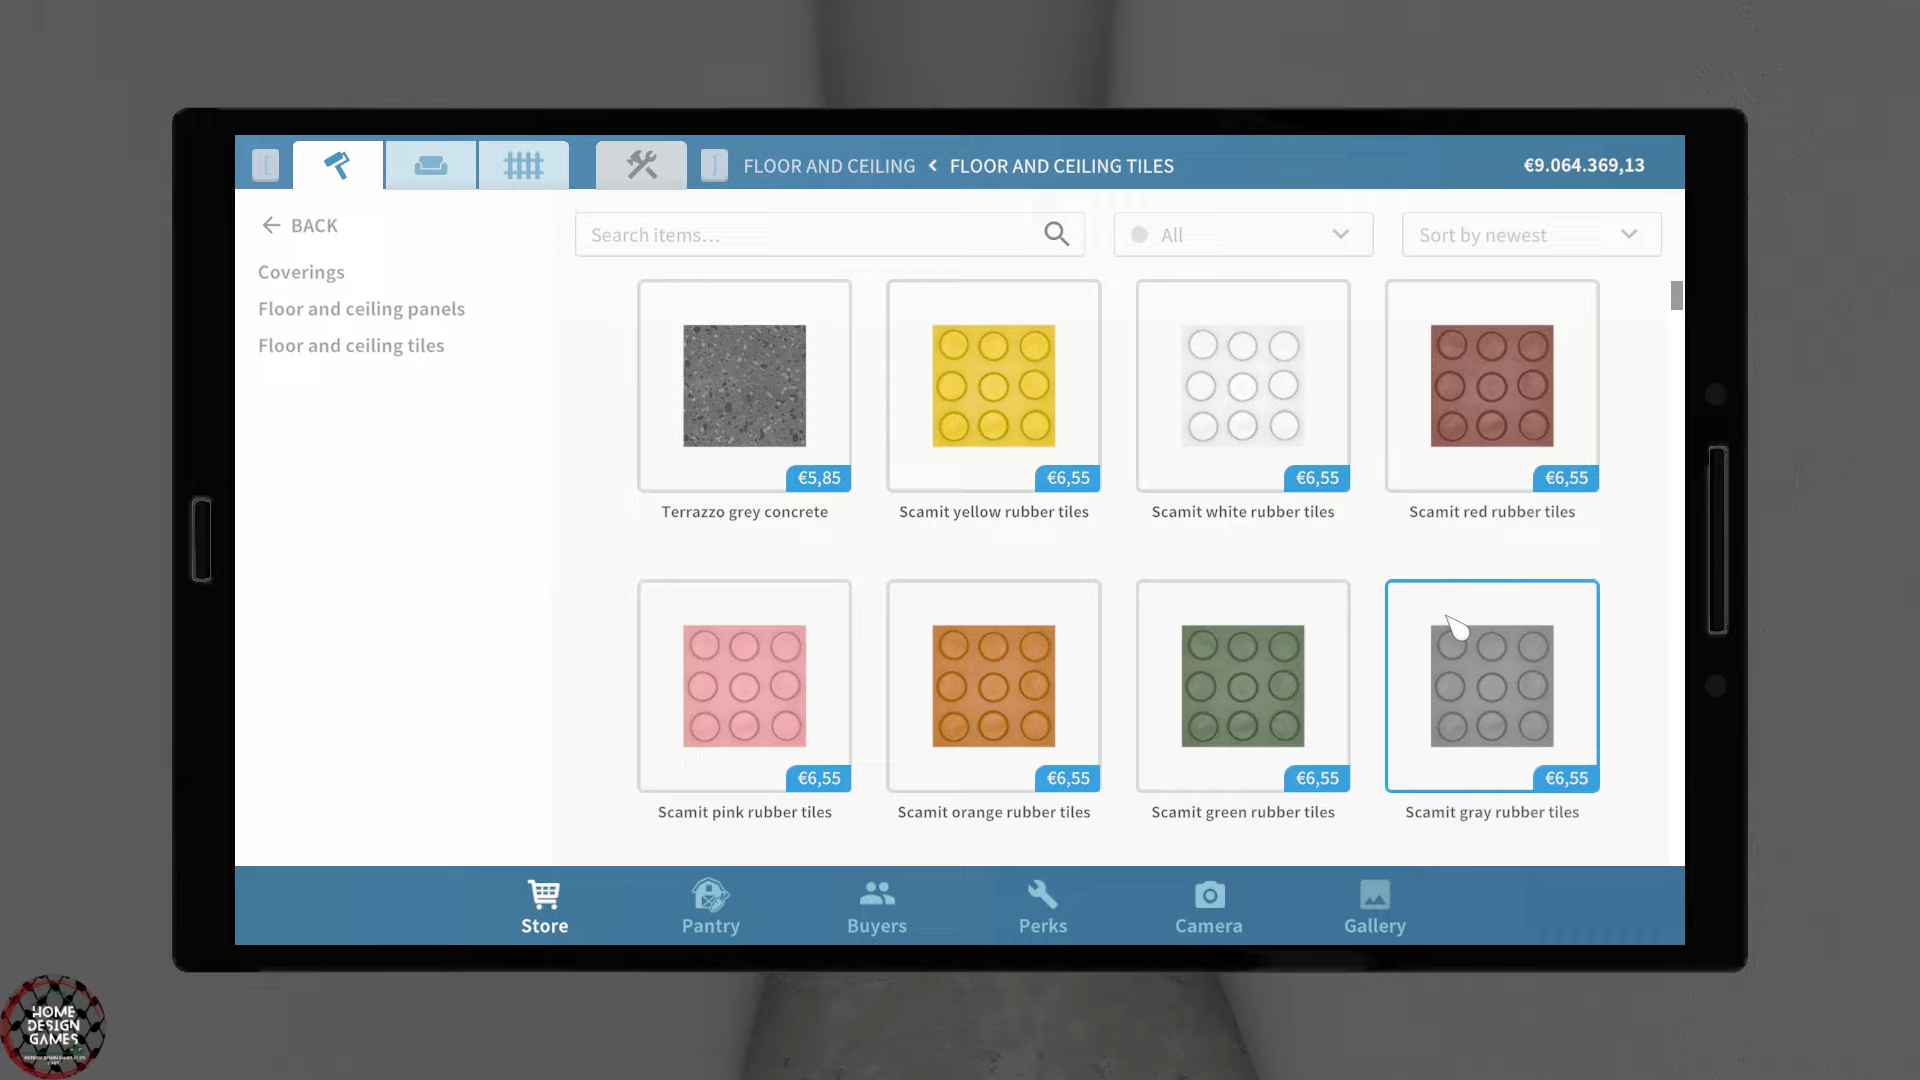 [
]
FLOOR AND CEILING < FLOOR AND CEILING TILES
€9.064.369,13
BACK
Coverings
Floor and ceiling panels
Floor and ceiling tiles
Search items...
All
Sort by newest
€5,85
€6,55
€6,55
€6,55
Terrazzo grey concrete
Scamit yellow rubber tiles
Scamit white rubber tiles
Scamit red rubber tiles
€6,55
€6,55
€6,55
€6,55
Scamit pink rubber tiles
Scamit orange rubber tiles
Scamit green rubber tiles
Scamit gray rubber tiles
Store
Pantry
Buyers
Perks
Camera
Gallery
HOME
DESIGN
GAMES